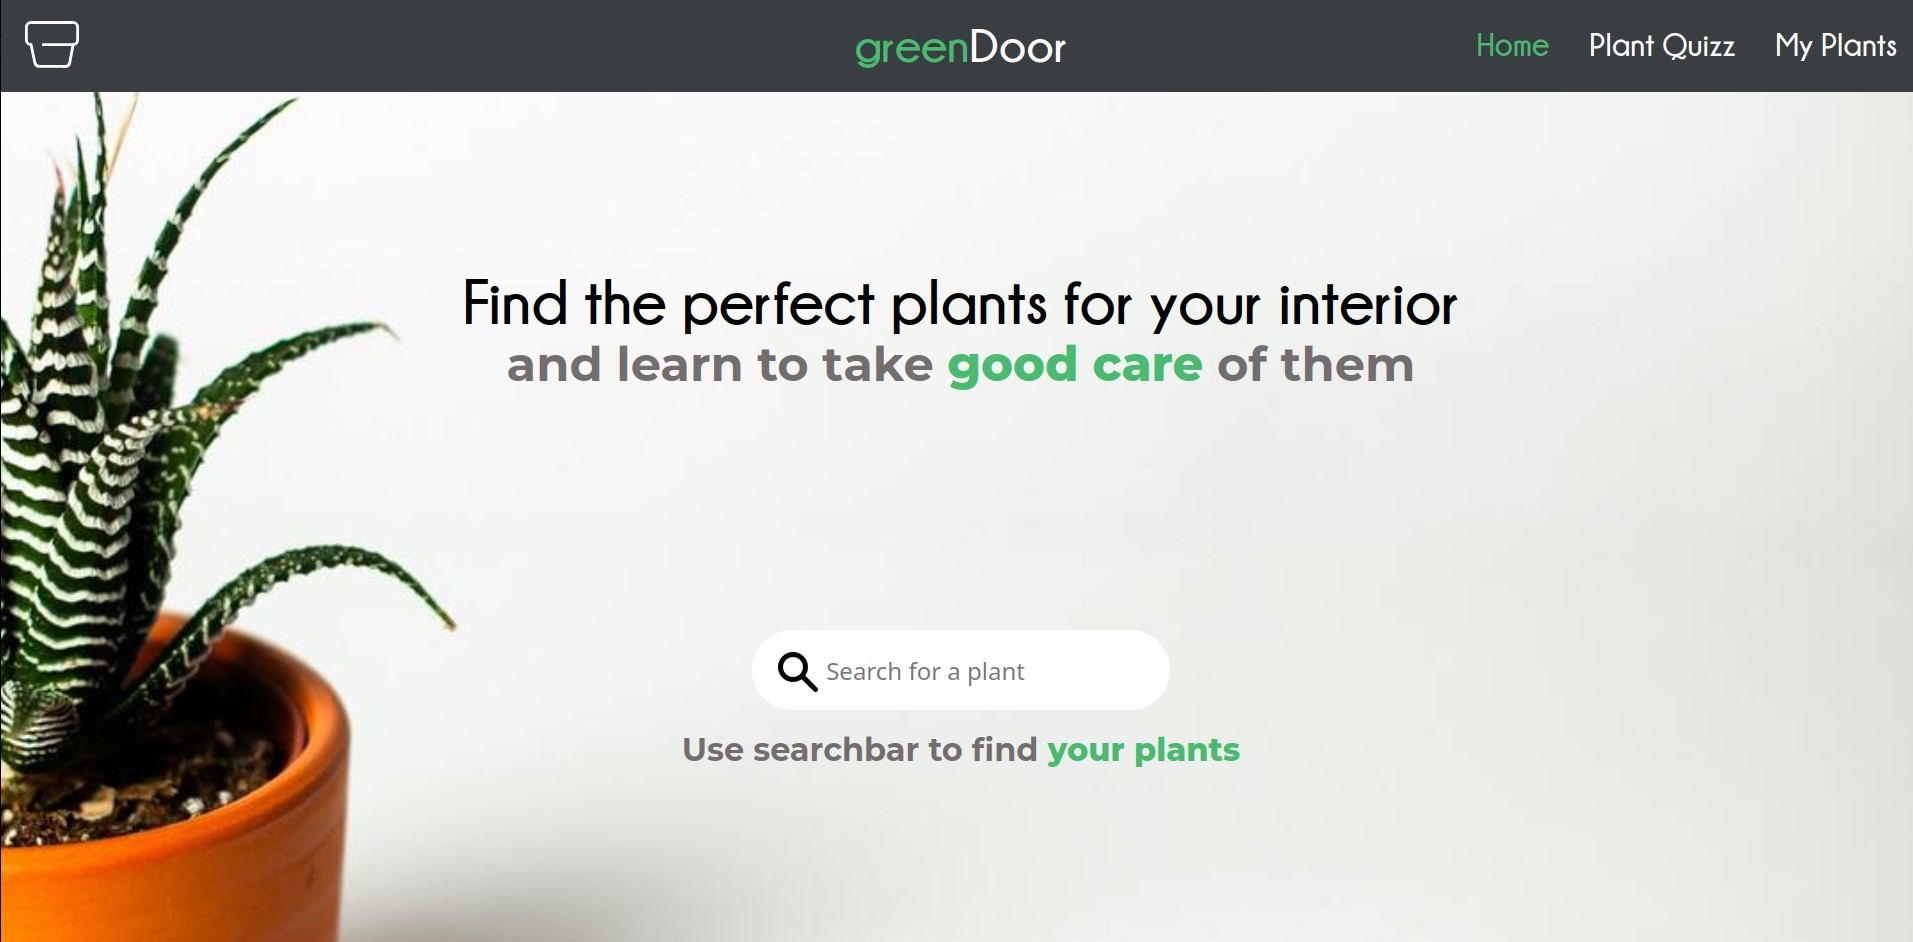 greenDoor
Home Plant Quizz My Plants
Find the perfect plants for your interior
and learn to take good care of them
Search for a plant
Use searchbar to find your plants